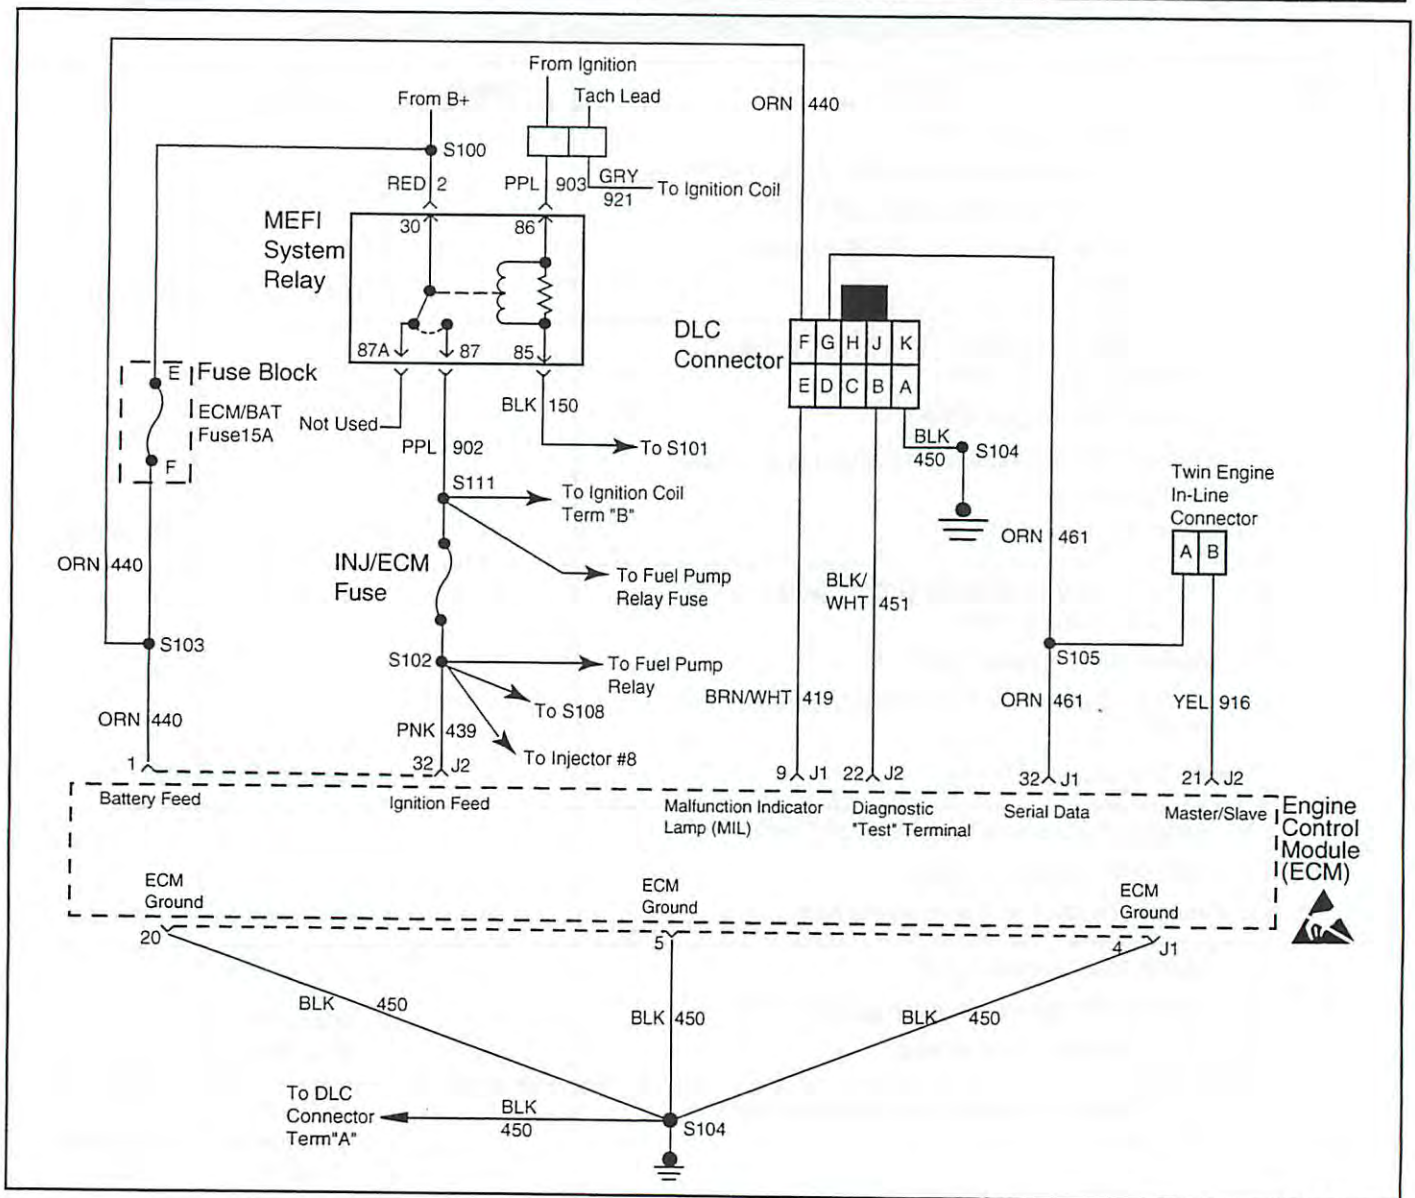 From Ignition
Tach Lead
From B+
ORN 440
S100
RED 2
PPL 903
GRY
921
To Ignition Coil
MEFI
System
Relay
30
86
87A
87
85
DLC
Connector
F G H J K
E D C B A
E
Fuse Block
ECM/BAT
Fuse15A
F
Not Used
BLK 150
To S101
PPL 902
S111
To Ignition Coil
Term "B"
BLK
450
S104
Twin Engine
In-Line
Connector
A B
ORN 440
INJ/ECM
Fuse
To Fuel Pump
Relay Fuse
BLK/
WHT 451
ORN 461
S103
S102
To Fuel Pump
Relay
S105
To S108
BRN/WHT 419
ORN 461
YEL 916
ORN 440
PNK 439
To Injector #8
1
32 J2
9 J1
22 J2
32 J1
21 J2
Battery Feed
Ignition Feed
Malfunction Indicator
Lamp (MIL)
Diagnostic
"Test" Terminal
Serial Data
Master/Slave
Engine
Control
Module
(ECM)
ECM
Ground
ECM
Ground
ECM
Ground
20
5
4 J1
BLK 450
BLK 450
BLK 450
To DLC
Connector
Term"A"
BLK
450
S104